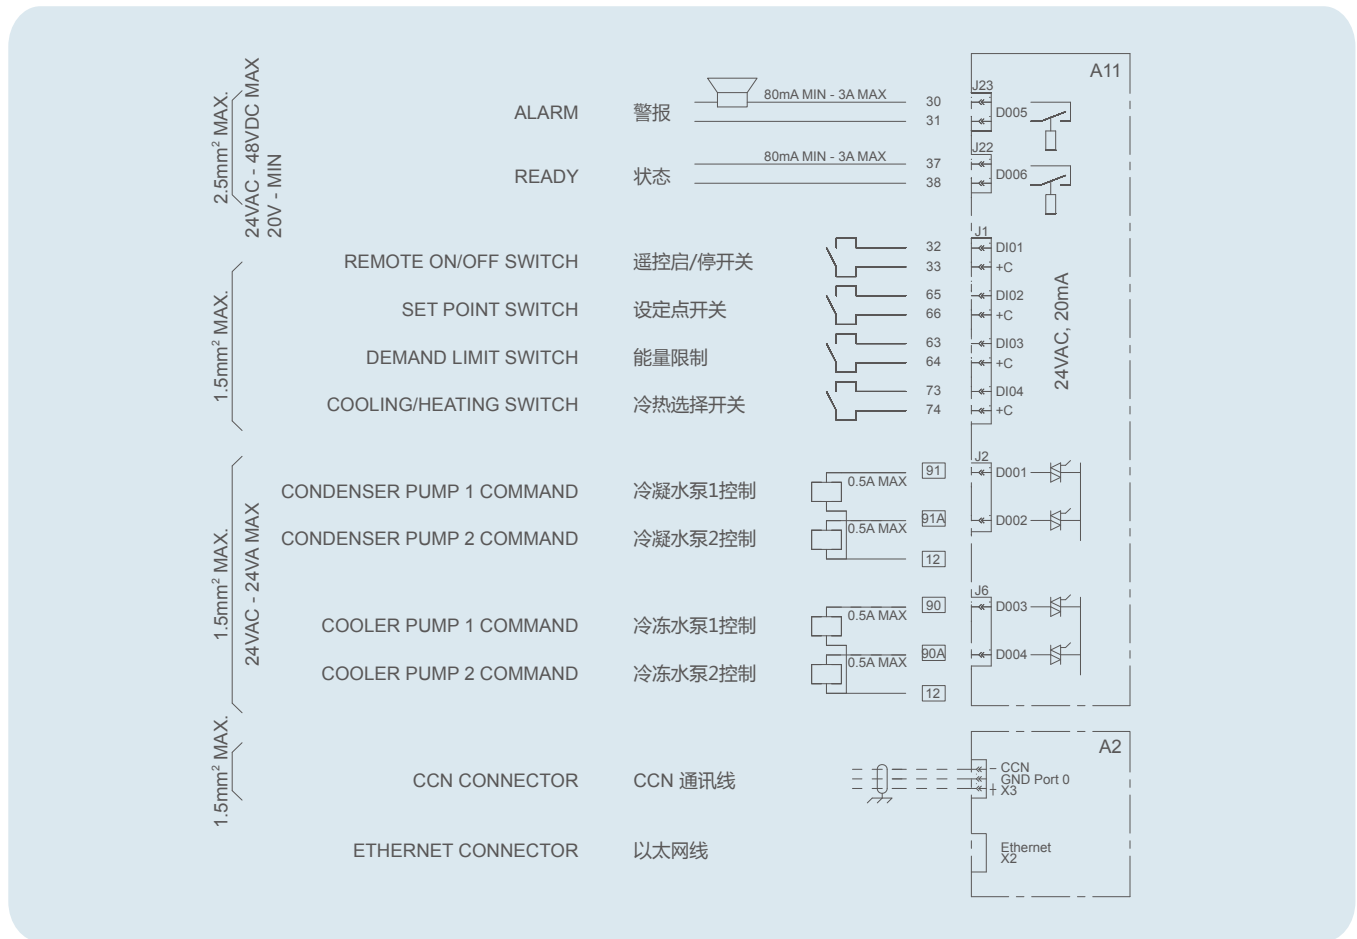 A11
2.5mm² MAX.
24VAC - 48VDC MAX
20V - MIN
ALARM 警报 80mA MIN - 3A MAX 30 J23
31 D005
READY 状态 80mA MIN - 3A MAX 37 J22
38 D006
1.5mm² MAX.
J1
REMOTE ON/OFF SWITCH 遥控启/停开关 32 DI01
33 +C
SET POINT SWITCH 设定点开关 65 DI02
66 +C
DEMAND LIMIT SWITCH 能量限制 63 DI03
64 +C
COOLING/HEATING SWITCH 冷热选择开关 73 DI04
74 +C
24VAC, 20mA
1.5mm² MAX.
24VAC - 24VA MAX
J2
CONDENSER PUMP 1 COMMAND 冷凝水泵1控制 0.5A MAX 91 D001
CONDENSER PUMP 2 COMMAND 冷凝水泵2控制 0.5A MAX 91A D002
12
J6
COOLER PUMP 1 COMMAND 冷冻水泵1控制 0.5A MAX 90 D003
COOLER PUMP 2 COMMAND 冷冻水泵2控制 0.5A MAX 90A D004
12
1.5mm² MAX.
A2
CCN CONNECTOR CCN 通讯线 - CCN
GND Port 0
+ X3
ETHERNET CONNECTOR 以太网线 Ethernet
X2